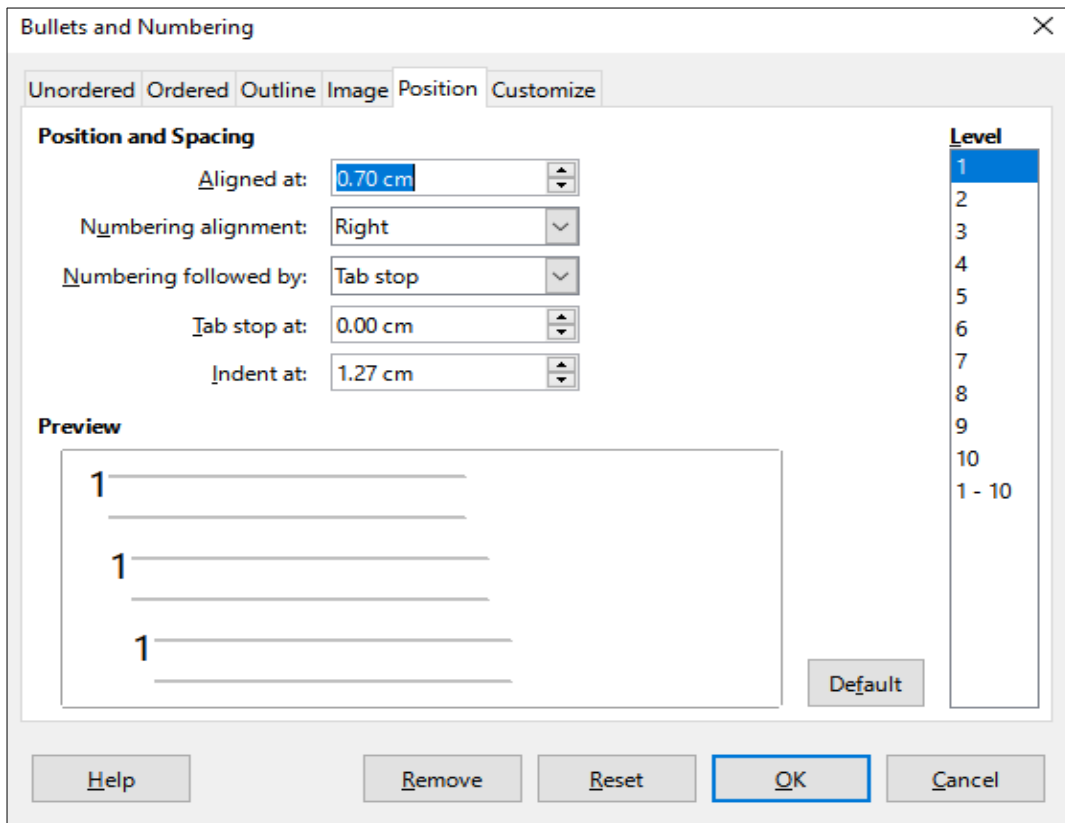 Bullets and Numbering
Unordered Ordered Outline Image Position Customize
Position and Spacing
Aligned at: 0.70 cm
Numbering alignment: Right
Numbering followed by: Tab stop
Tab stop at: 0.00 cm
Indent at: 1.27 cm
Preview
1
1
1
Default
Level
1
2
3
4
5
6
7
8
9
10
1 - 10
Help Remove Reset OK Cancel